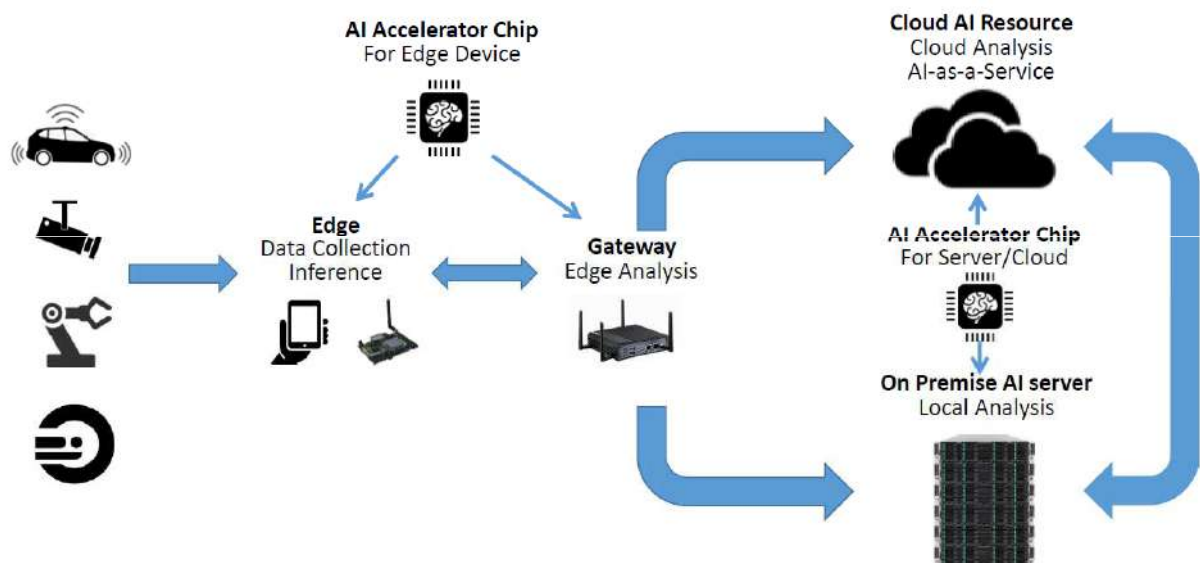 AI Accelerator Chip
For Edge Device
Cloud AI Resource
Cloud Analysis
AI-as-a-Service
Edge
Data Collection
Inference
Gateway
Edge Analysis
AI Accelerator Chip
For Server/Cloud
On Premise AI server
Local Analysis